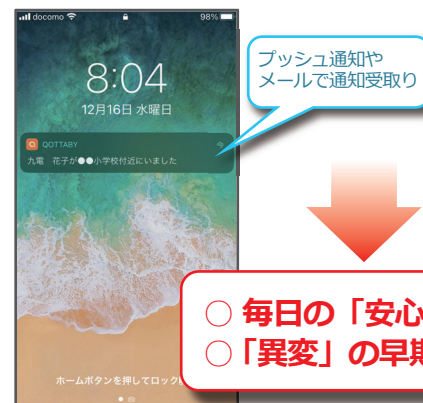 docomo
98%
8:04
12月16日 水曜日
プッシュ通知や
メールで通知受取り
QOTTABY
今
九電 花子が●●小学校付近にいました
○ 毎日の「安心
○「異変」の早期
ホームボタンを押してロック